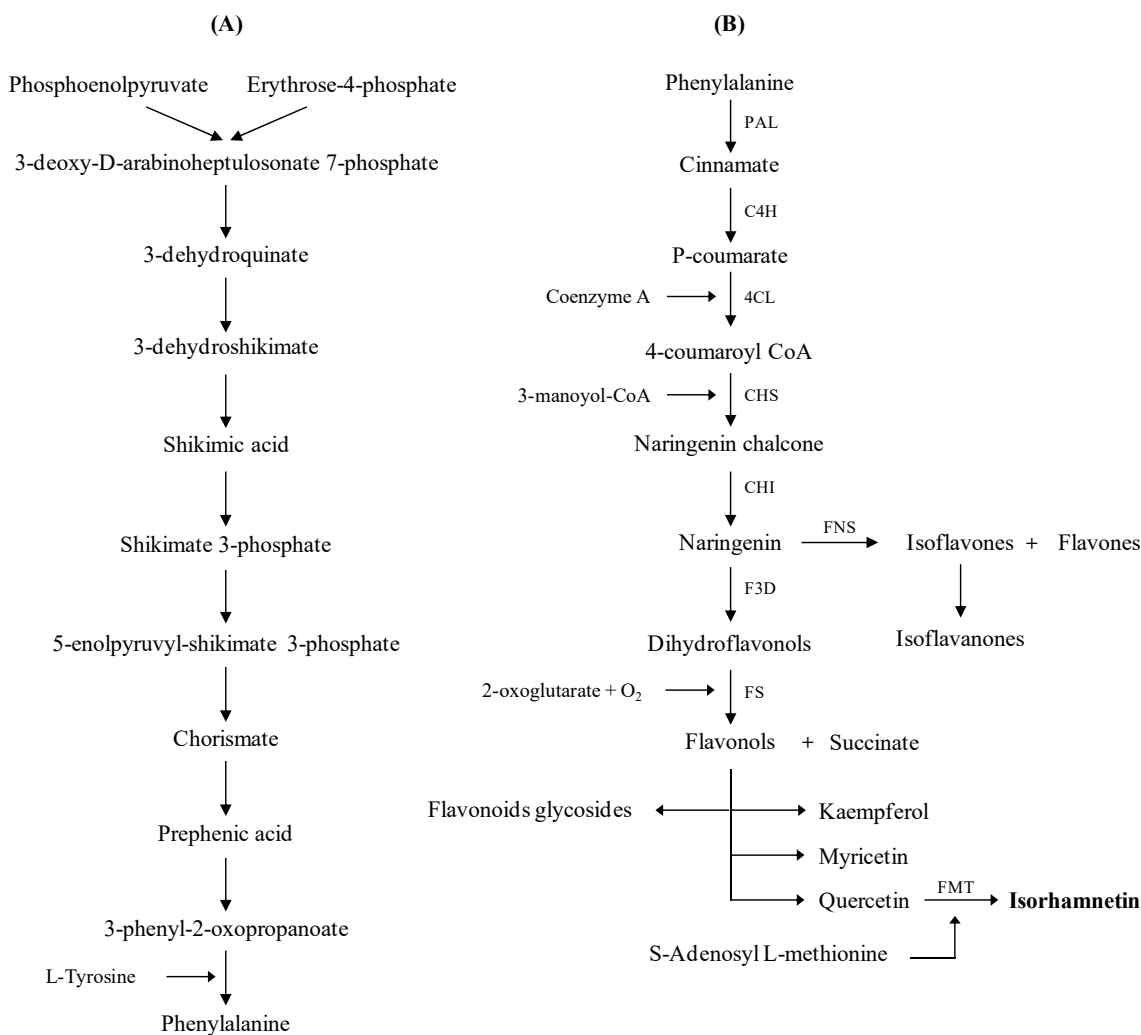 (A)
Phosphoenolpyruvate Erythrose-4-phosphate
3-deoxy-D-arabinoheptulosonate 7-phosphate
3-dehydroquinate
3-dehydroshikimate
Shikimic acid
Shikimate 3-phosphate
5-enolpyruvyl-shikimate 3-phosphate
Chorismate
Prephenic acid
3-phenyl-2-oxopropanoate
L-Tyrosine
Phenylalanine
(B)
Phenylalanine
PAL
Cinnamate
C4H
P-coumarate
Coenzyme A 4CL
4-coumaroyl CoA
3-manoyol-CoA CHS
Naringenin chalcone
CHI
Naringenin FNS Isoflavones + Flavones
F3D
Dihydroflavonols Isoflavanones
2-oxoglutarate + O₂ FS
Flavonols + Succinate
Flavonoids glycosides Kaempferol
Myricetin
Quercetin FMT Isorhamnetin
S-Adenosyl L-methionine